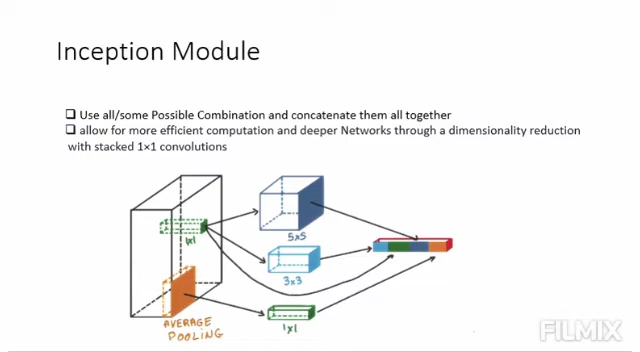 Inception Module
❑ Use all/some Possible Combination and concatenate them all together
❑ allow for more efficient computation and deeper Networks through a dimensionality reduction
with stacked 1×1 convolutions
1x1
5x5
3x3
1x1
AVERAGE
POOLING
FILMIX